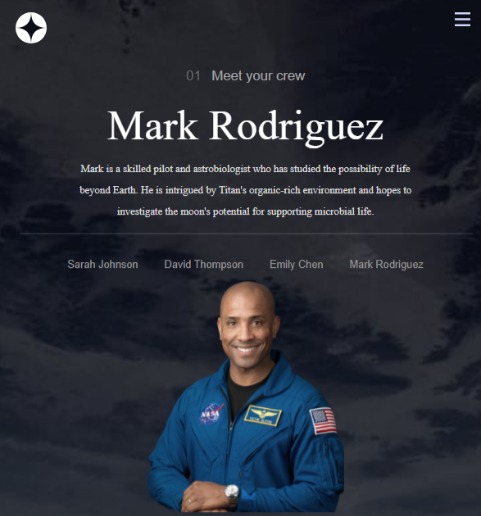 01 Meet your crew
Mark Rodriguez
Mark is a skilled pilot and astrobiologist who has studied the possibility of life
beyond Earth. He is intrigued by Titan's organic-rich environment and hopes to
investigate the moon's potential for supporting microbial life.
Sarah Johnson David Thompson Emily Chen Mark Rodriguez
NASA